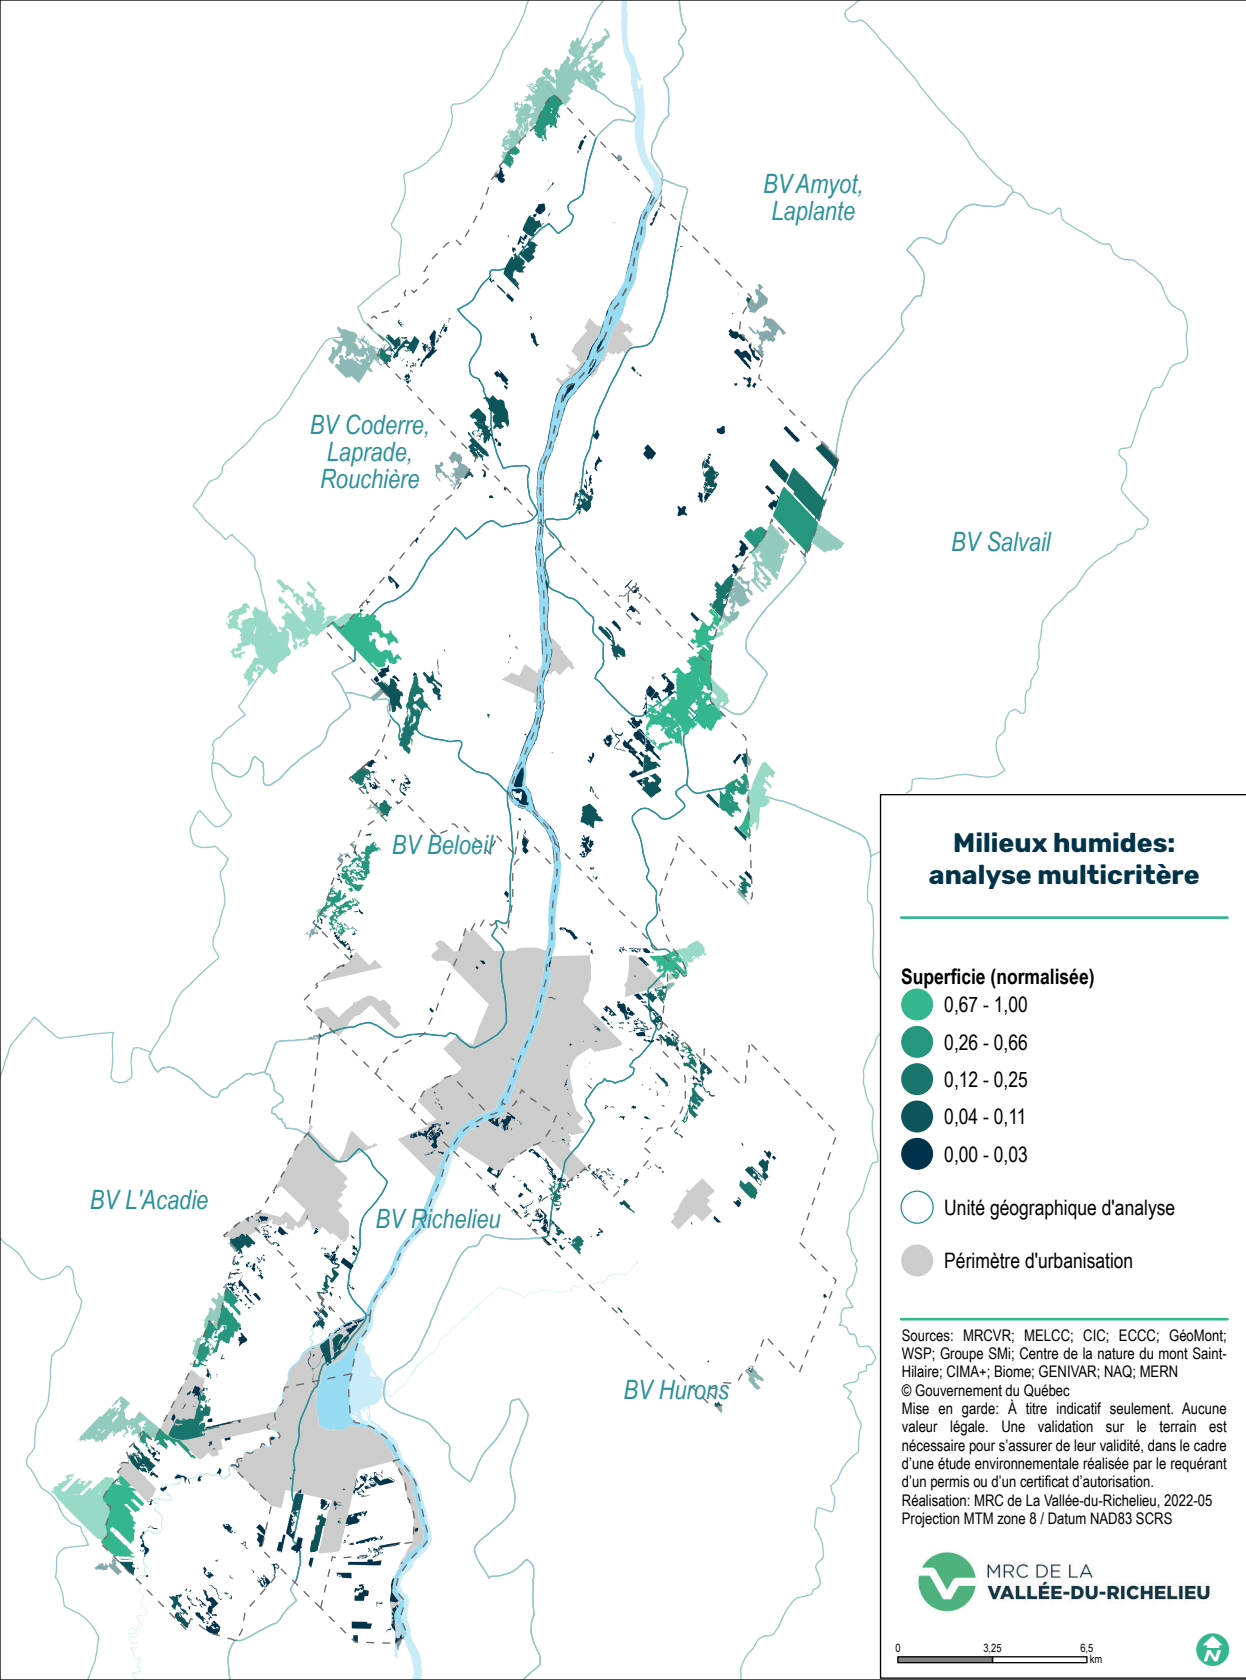 BV Amyot,
Laplante
BV Coderre,
Laprade,
Rouchière
BV Salvail
BV Beloeil
BV L'Acadie
BV Richelieu
BV Hurons
Milieux humides:
analyse multicritère
Superficie (normalisée)
0,67 - 1,00
0,26 - 0,66
0,12 - 0,25
0,04 - 0,11
0,00 - 0,03
Unité géographique d'analyse
Périmètre d'urbanisation
Sources: MRCVR; MELCC; CIC; ECCC; GéoMont;
WSP; Groupe SMi; Centre de la nature du mont Saint-
Hilaire; CIMA+; Biome; GENIVAR; NAQ; MERN
© Gouvernement du Québec
Mise en garde: À titre indicatif seulement. Aucune
valeur légale. Une validation sur le terrain est
nécessaire pour s'assurer de leur validité, dans le cadre
d'une étude environnementale réalisée par le requérant
d'un permis ou d'un certificat d'autorisation.
Réalisation: MRC de La Vallée-du-Richelieu, 2022-05
Projection MTM zone 8 / Datum NAD83 SCRS
MRC DE LA
VALLÉE-DU-RICHELIEU
0 3,25 6,5
km
N